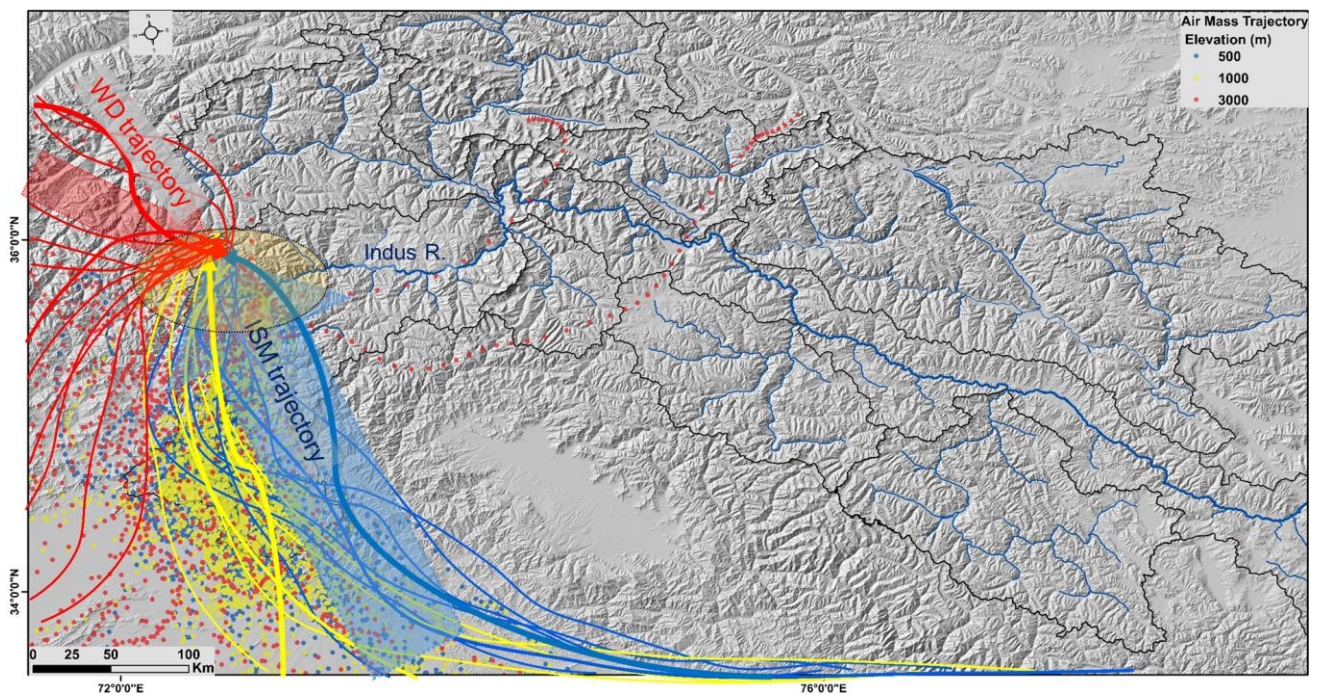 N
Air Mass Trajectory
Elevation (m)
500
1000
3000
WD trajectory
36°0'0"N
Indus R.
ISM trajectory
34°0'0"N
0 25 50 100
Km
72°0'0"E
76°0'0"E